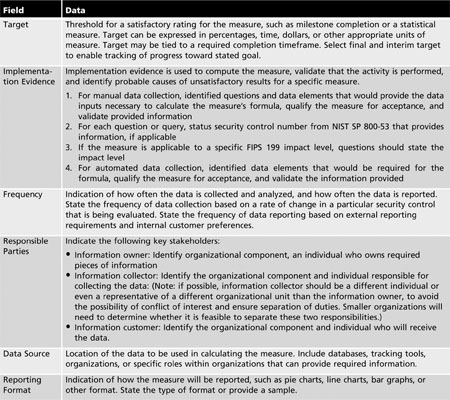 Field Data
Target Threshold for a satisfactory rating for the measure, such as milestone completion or a statistical
measure. Target can be expressed in percentages, time, dollars, or other appropriate units of
measure. Target may be tied to a required completion timeframe. Select final and interim target
to enable tracking of progress toward stated goal.
Implementa-
tion Evidence
Implementation evidence is used to compute the measure, validate that the activity is performed,
and identify probable causes of unsatisfactory results for a specific measure.
1. For manual data collection, identified questions and data elements that would provide the data
inputs necessary to calculate the measure's formula, qualify the measure for acceptance, and
validate provided information
2. For each question or query, status security control number from NIST SP 800-53 that provides
information, if applicable
3. If the measure is applicable to a specific FIPS 199 impact level, questions should state the
impact level
4. For automated data collection, identified data elements that would be required for the
formula, qualify the measure for acceptance, and validate the information provided
Frequency Indication of how often the data is collected and analyzed, and how often the data is reported.
State the frequency of data collection based on a rate of change in a particular security control
that is being evaluated. State the frequency of data reporting based on external reporting
requirements and internal customer preferences.
Responsible
Parties
Indicate the following key stakeholders:
• Information owner: Identify organizational component, an individual who owns required
pieces of information
• Information collector: Identify the organizational component and individual responsible for
collecting the data: (Note: if possible, information collector should be a different individual or
even a representative of a different organizational unit than the information owner, to avoid
the possibility of conflict of interest and ensure separation of duties. Smaller organizations will
need to determine whether it is feasible to separate these two responsibilities.)
• Information customer: Identify the organizational component and individual who will receive
the data.
Data Source Location of the data to be used in calculating the measure. Include databases, tracking tools,
organizations, or specific roles within organizations that can provide required information.
Reporting
Format
Indication of how the measure will be reported, such as pie charts, line charts, bar graphs, or
other format. State the type of format or provide a sample.